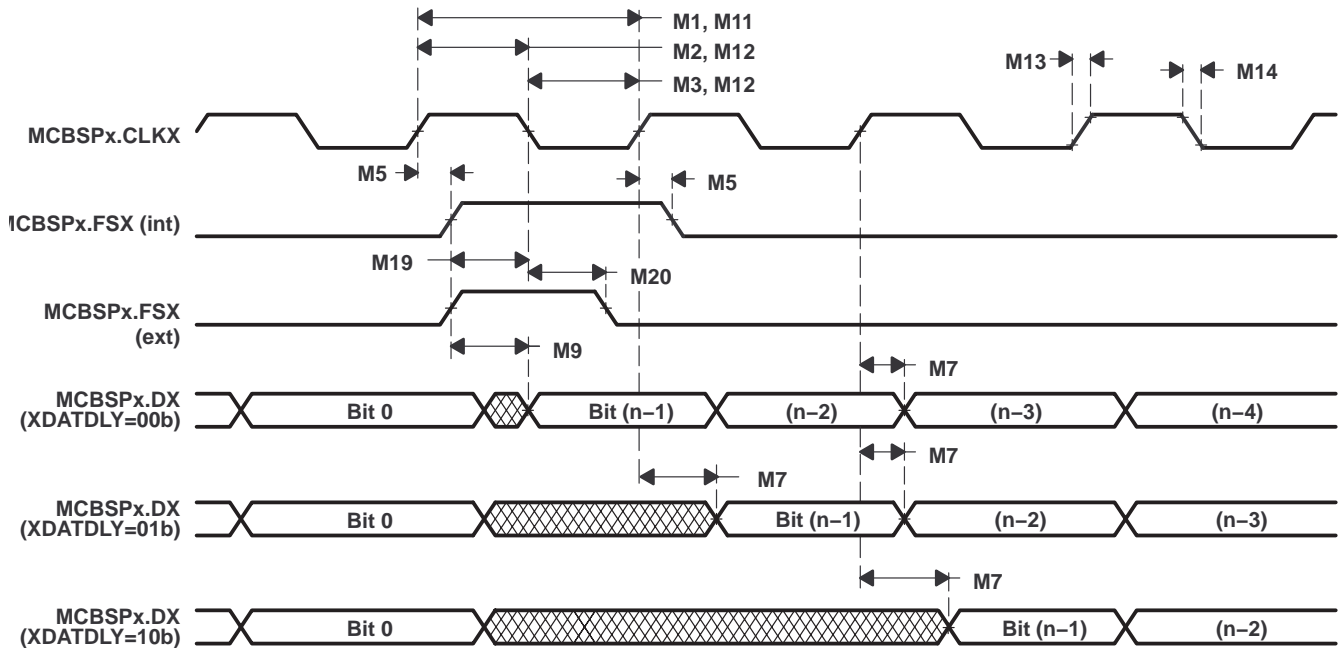 M1, M11
M2, M12
M3, M12
M13
M14
MCBSPx.CLKX
M5
M5
MCBSPx.FSX (int)
M19
M20
MCBSPx.FSX
(ext)
M9
M7
MCBSPx.DX
(XDATDLY=00b)
Bit 0
Bit (n−1)
(n−2)
(n−3)
(n−4)
M7
M7
MCBSPx.DX
(XDATDLY=01b)
Bit 0
Bit (n−1)
(n−2)
(n−3)
M7
MCBSPx.DX
(XDATDLY=10b)
Bit 0
Bit (n−1)
(n−2)